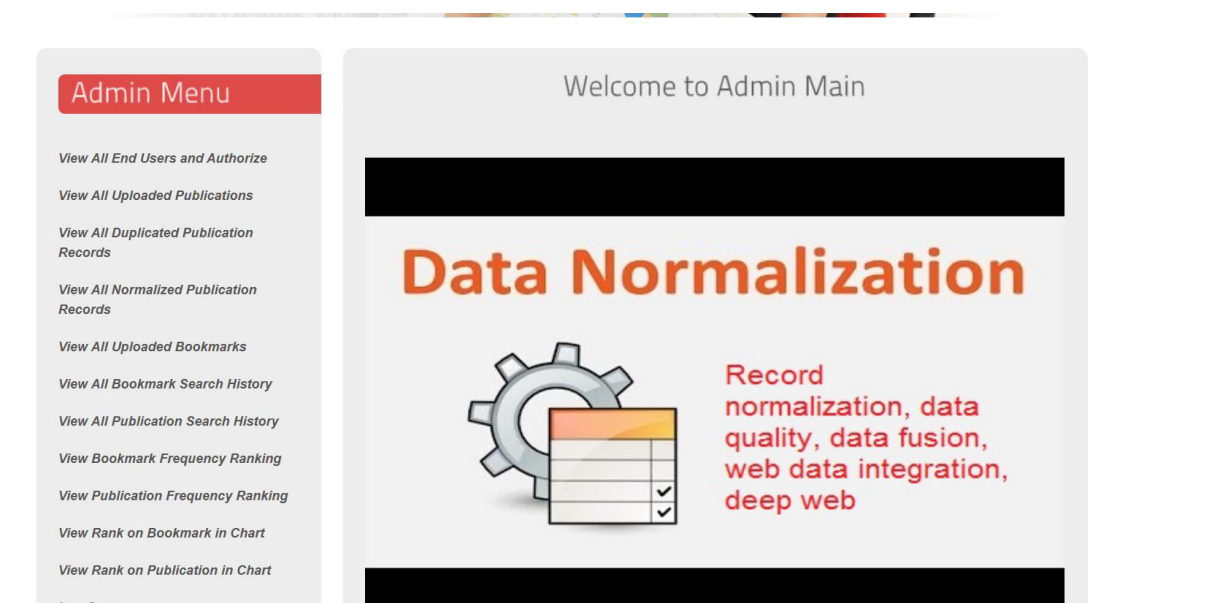 Admin Menu
View All End Users and Authorize
View All Uploaded Publications
View All Duplicated Publication
Records
View All Normalized Publication
Records
View All Uploaded Bookmarks
View All Bookmark Search History
View All Publication Search History
View Bookmark Frequency Ranking
View Publication Frequency Ranking
View Rank on Bookmark in Chart
View Rank on Publication in Chart
Welcome to Admin Main
Data Normalization
Record
normalization, data
quality, data fusion,
web data integration,
deep web